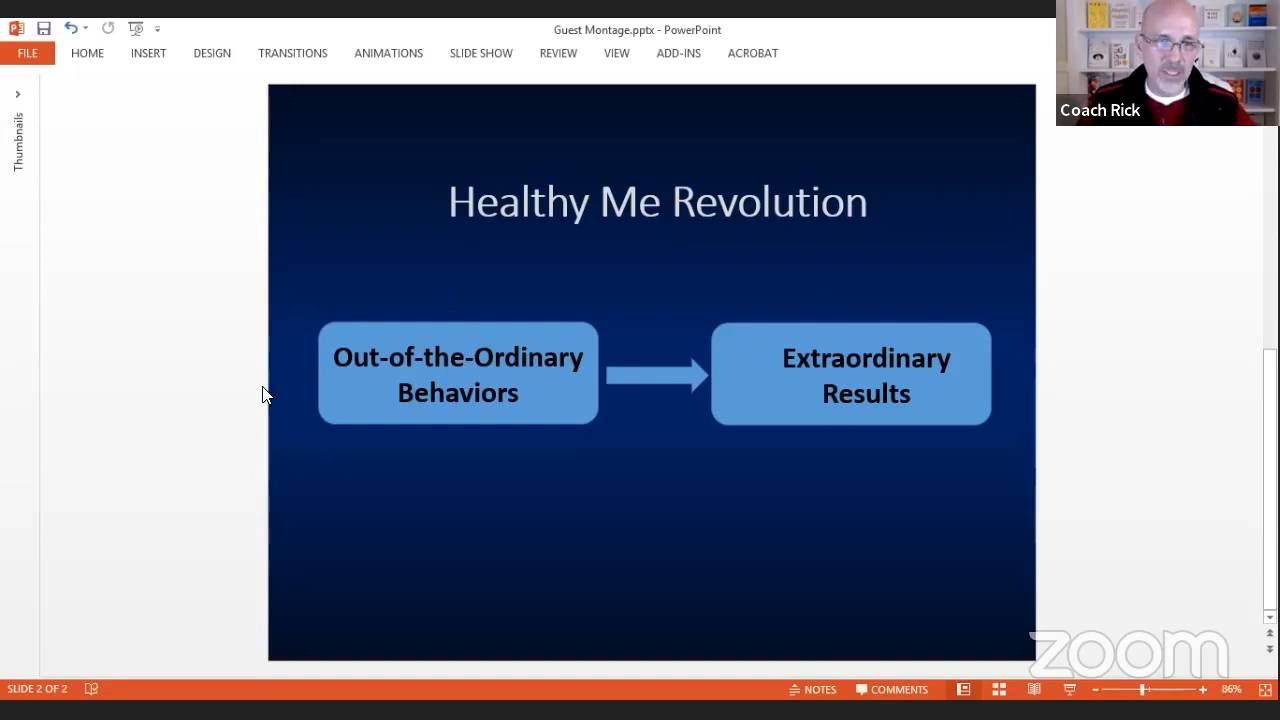 Guest Montage.pptx - PowerPoint
FILE HOME INSERT DESIGN TRANSITIONS ANIMATIONS SLIDE SHOW REVIEW VIEW ADD-INS ACROBAT
Coach Rick
Thumbnails
Healthy Me Revolution
Out-of-the-Ordinary
Behaviors
Extraordinary
Results
zoom
SLIDE 2 OF 2 NOTES COMMENTS 86%